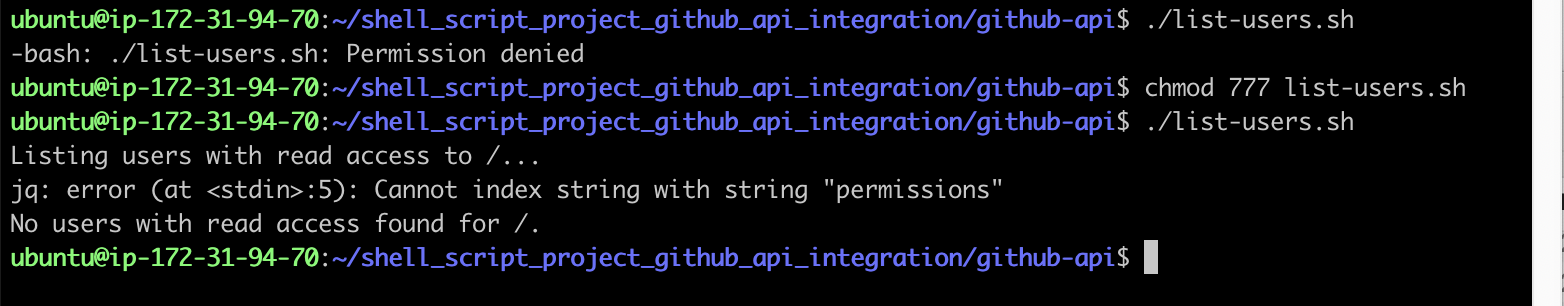 ubuntu@ip-172-31-94-70:~/shell_script_project_github_api_integration/github-api$ ./list-users.sh
-bash: ./list-users.sh: Permission denied
ubuntu@ip-172-31-94-70:~/shell_script_project_github_api_integration/github-api$ chmod 777 list-users.sh
ubuntu@ip-172-31-94-70:~/shell_script_project_github_api_integration/github-api$ ./list-users.sh
Listing users with read access to /...
jq: error (at <stdin>:5): Cannot index string with string "permissions"
No users with read access found for /.
ubuntu@ip-172-31-94-70:~/shell_script_project_github_api_integration/github-api$